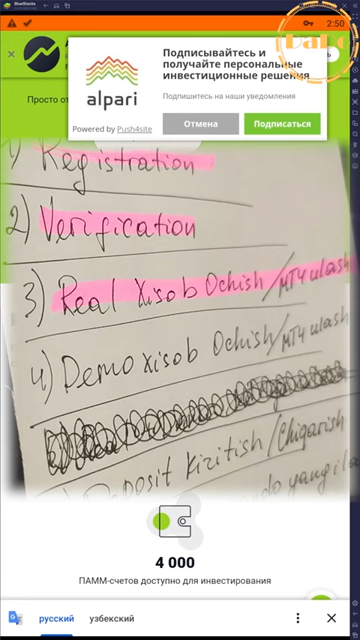 BlueStacks
2:50
Подписывайтесь и
получайте персональные
инвестиционные решения
Подпишитесь на наши уведомления
alpari
Powered by Push4site
Отмена
Подписаться
Просто от
1) Registration
2) Verification
3) Real Xisob Ochish/MT4 ulash
4) Demo xisob Ochish/MT4 ulash
Deposit kiritish/Chiqarish
yangila
4 000
ПАММ-счетов доступно для инвестирования
русский
узбекский